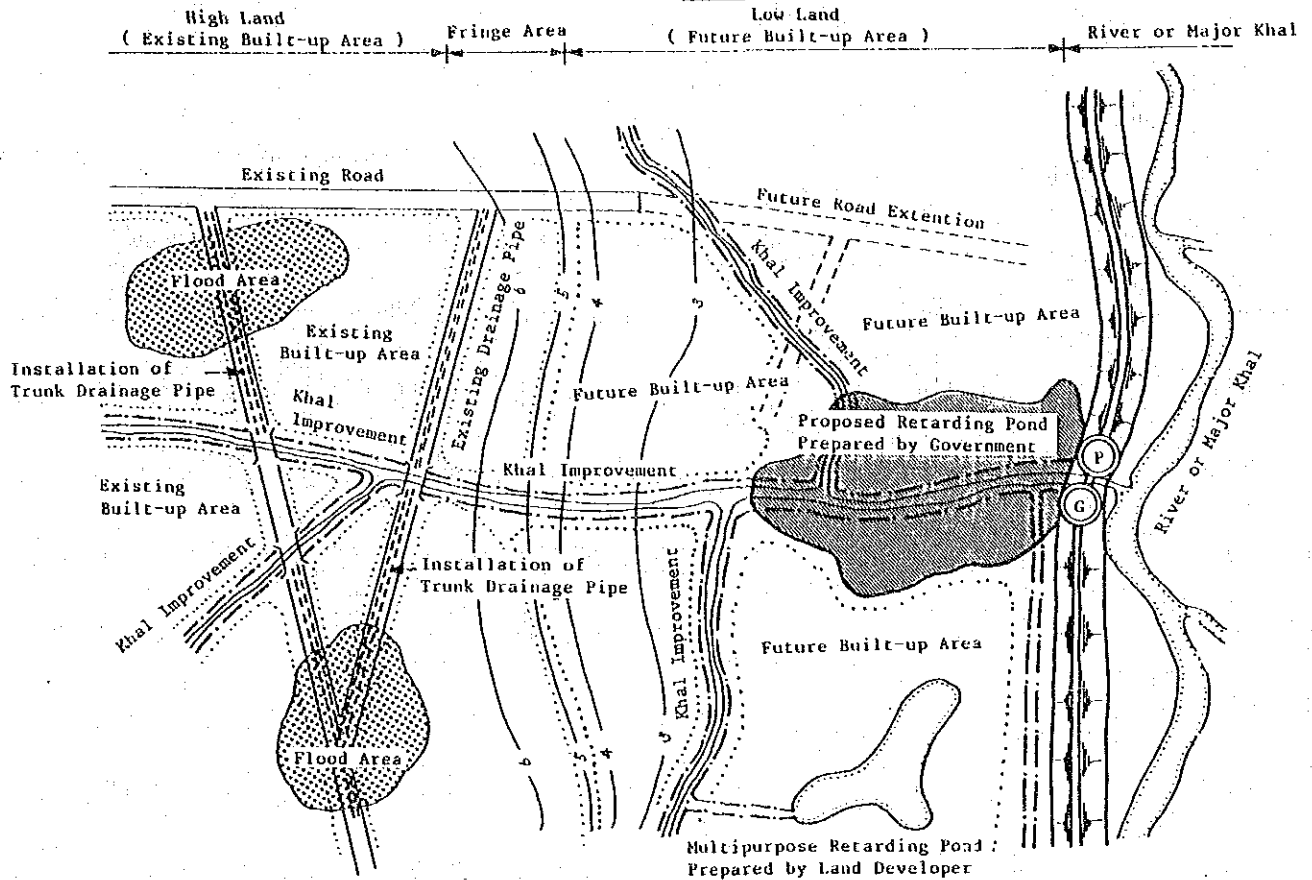 High Land
( Existing Built-up Area )
Fringe Area
Low Land
( Future Built-up Area )
River or Major Khal
Existing Road
Future Road Extention
Flood Area
Existing Drainage Pipe
6
5
4
3
Khal Improvement
Existing
Built-up Area
Future Built-up Area
Installation of
Trunk Drainage Pipe
Khal
Improvement
Future Built-up Area
Proposed Retarding Pond
Prepared by Government
P
G
River or Major Khal
Khal Improvement
Existing
Built-up Area
Khal Improvement
Installation of
Trunk Drainage Pipe
Khal Improvement
Future Built-up Area
Flood Area
6
5
4
3
Multipurpose Retarding Pond
Prepared by Land Developer